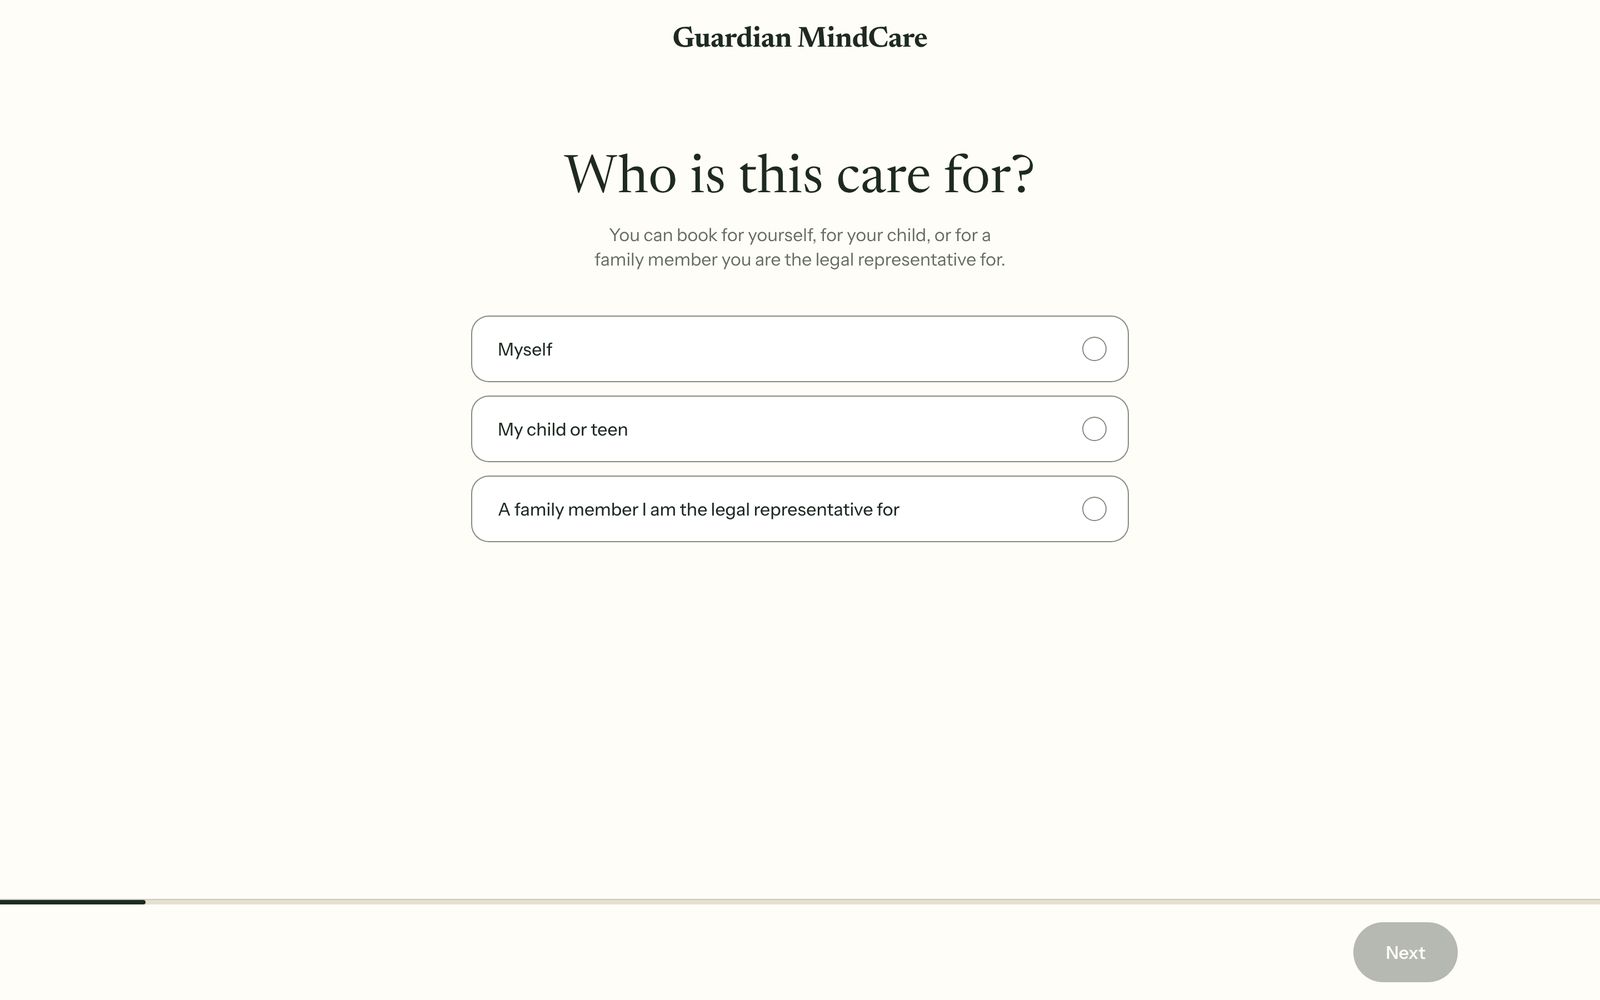 Guardian MindCare
Who is this care for?
You can book for yourself, for your child, or for a
family member you are the legal representative for.
Myself
My child or teen
A family member I am the legal representative for
Next